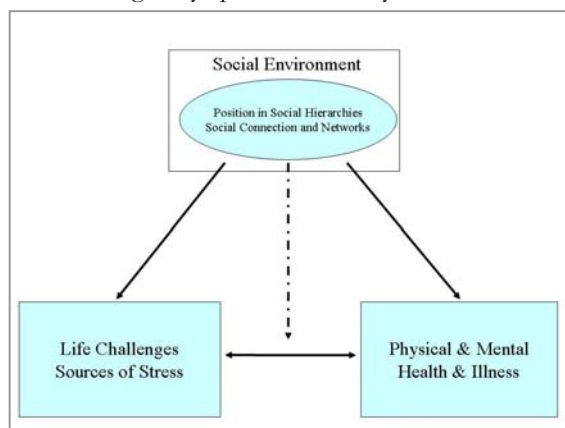 Social Environment
Position in Social Hierarchies
Social Connection and Networks
Life Challenges
Sources of Stress
Physical & Mental
Health & Illness